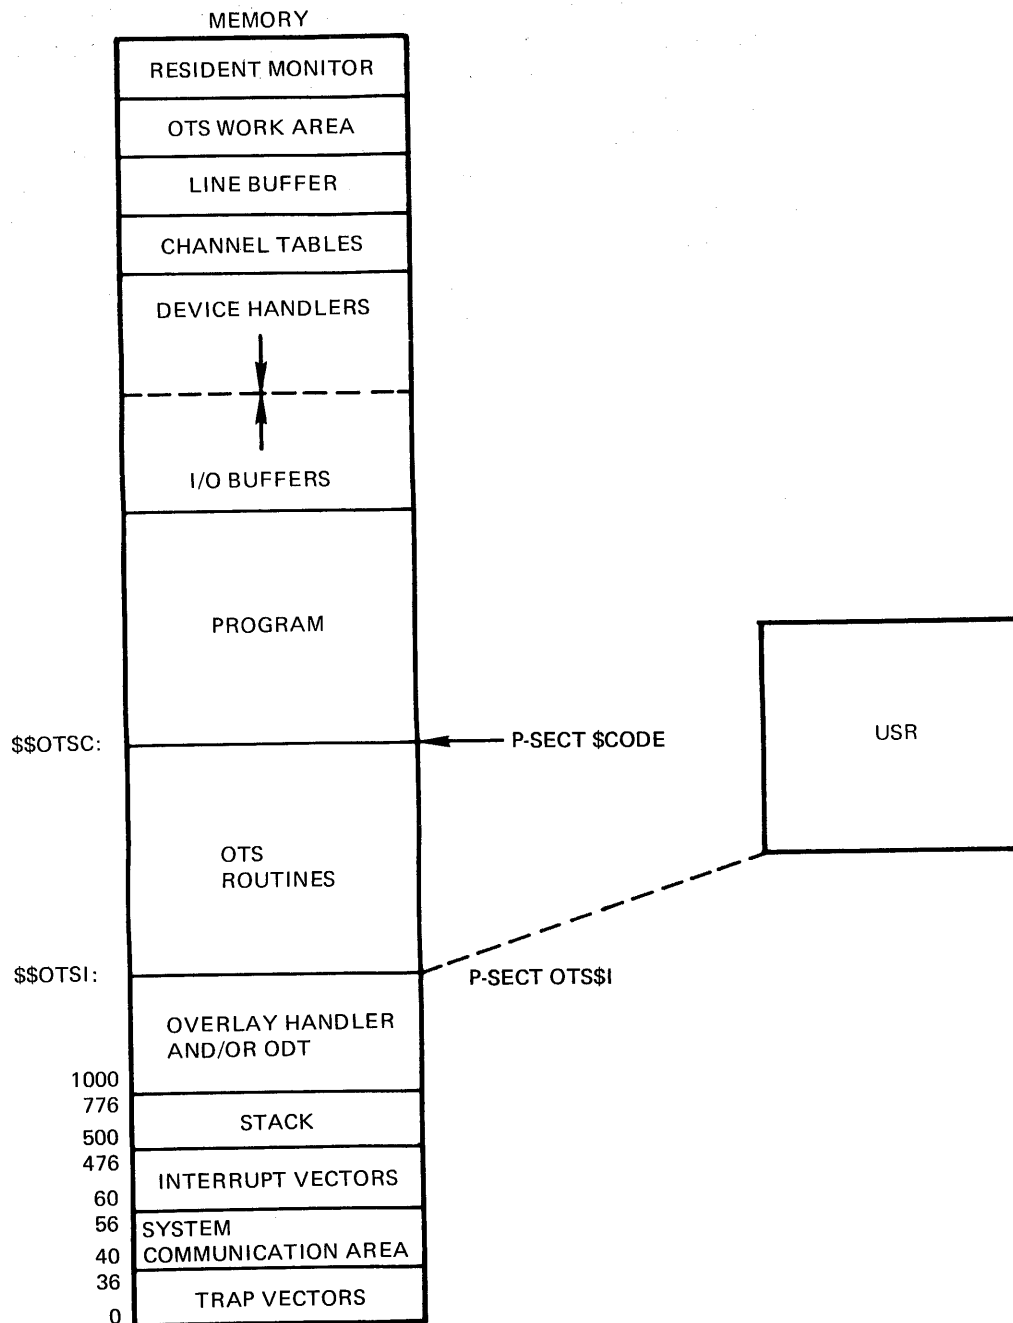 MEMORY
RESIDENT MONITOR
OTS WORK AREA
LINE BUFFER
CHANNEL TABLES
DEVICE HANDLERS
I/O BUFFERS
PROGRAM
USR
$$OTSC:
P-SECT $CODE
OTS
ROUTINES
$$OTSI:
P-SECT OTS$I
OVERLAY HANDLER
AND/OR ODT
1000
776
STACK
500
476
INTERRUPT VECTORS
60
56
SYSTEM
COMMUNICATION AREA
40
36
TRAP VECTORS
0